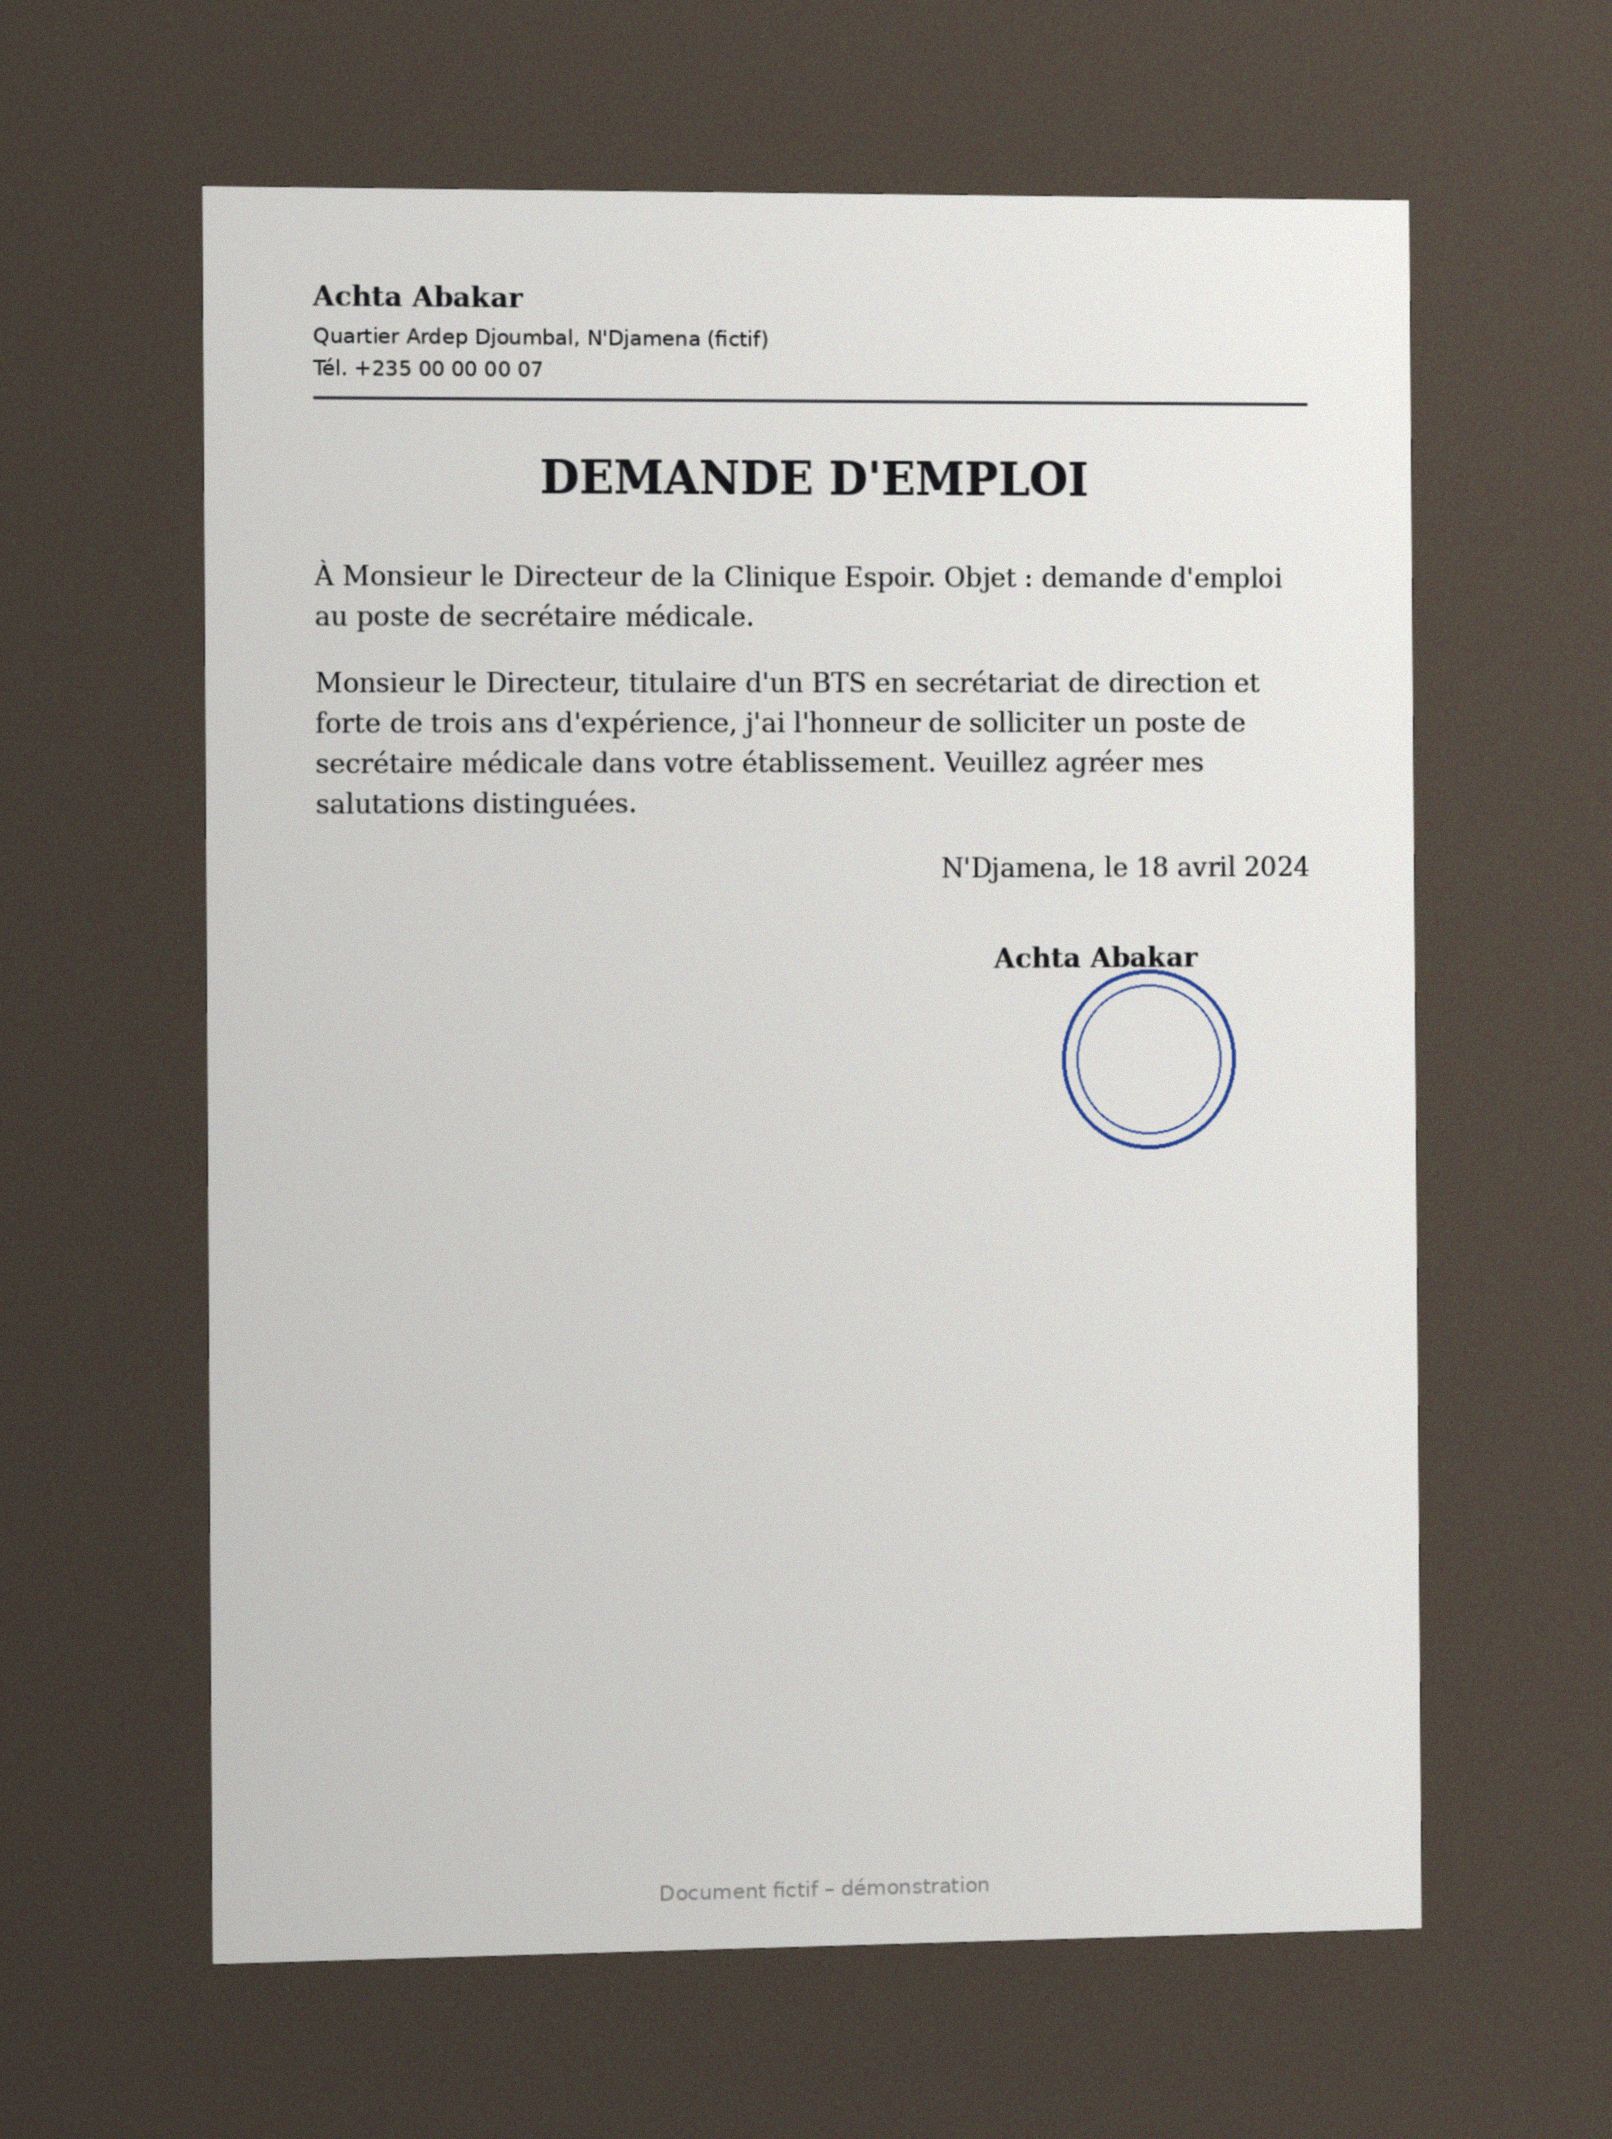 Achta Abakar
Quartier Ardep Djoumbal, N'Djamena (fictif)
Tél. +235 00 00 00 07
DEMANDE D'EMPLOI
À Monsieur le Directeur de la Clinique Espoir. Objet : demande d'emploi
au poste de secrétaire médicale.
Monsieur le Directeur, titulaire d'un BTS en secrétariat de direction et
forte de trois ans d'expérience, j'ai l'honneur de solliciter un poste de
secrétaire médicale dans votre établissement. Veuillez agréer mes
salutations distinguées.
N'Djamena, le 18 avril 2024
Achta Abakar
Document fictif – démonstration